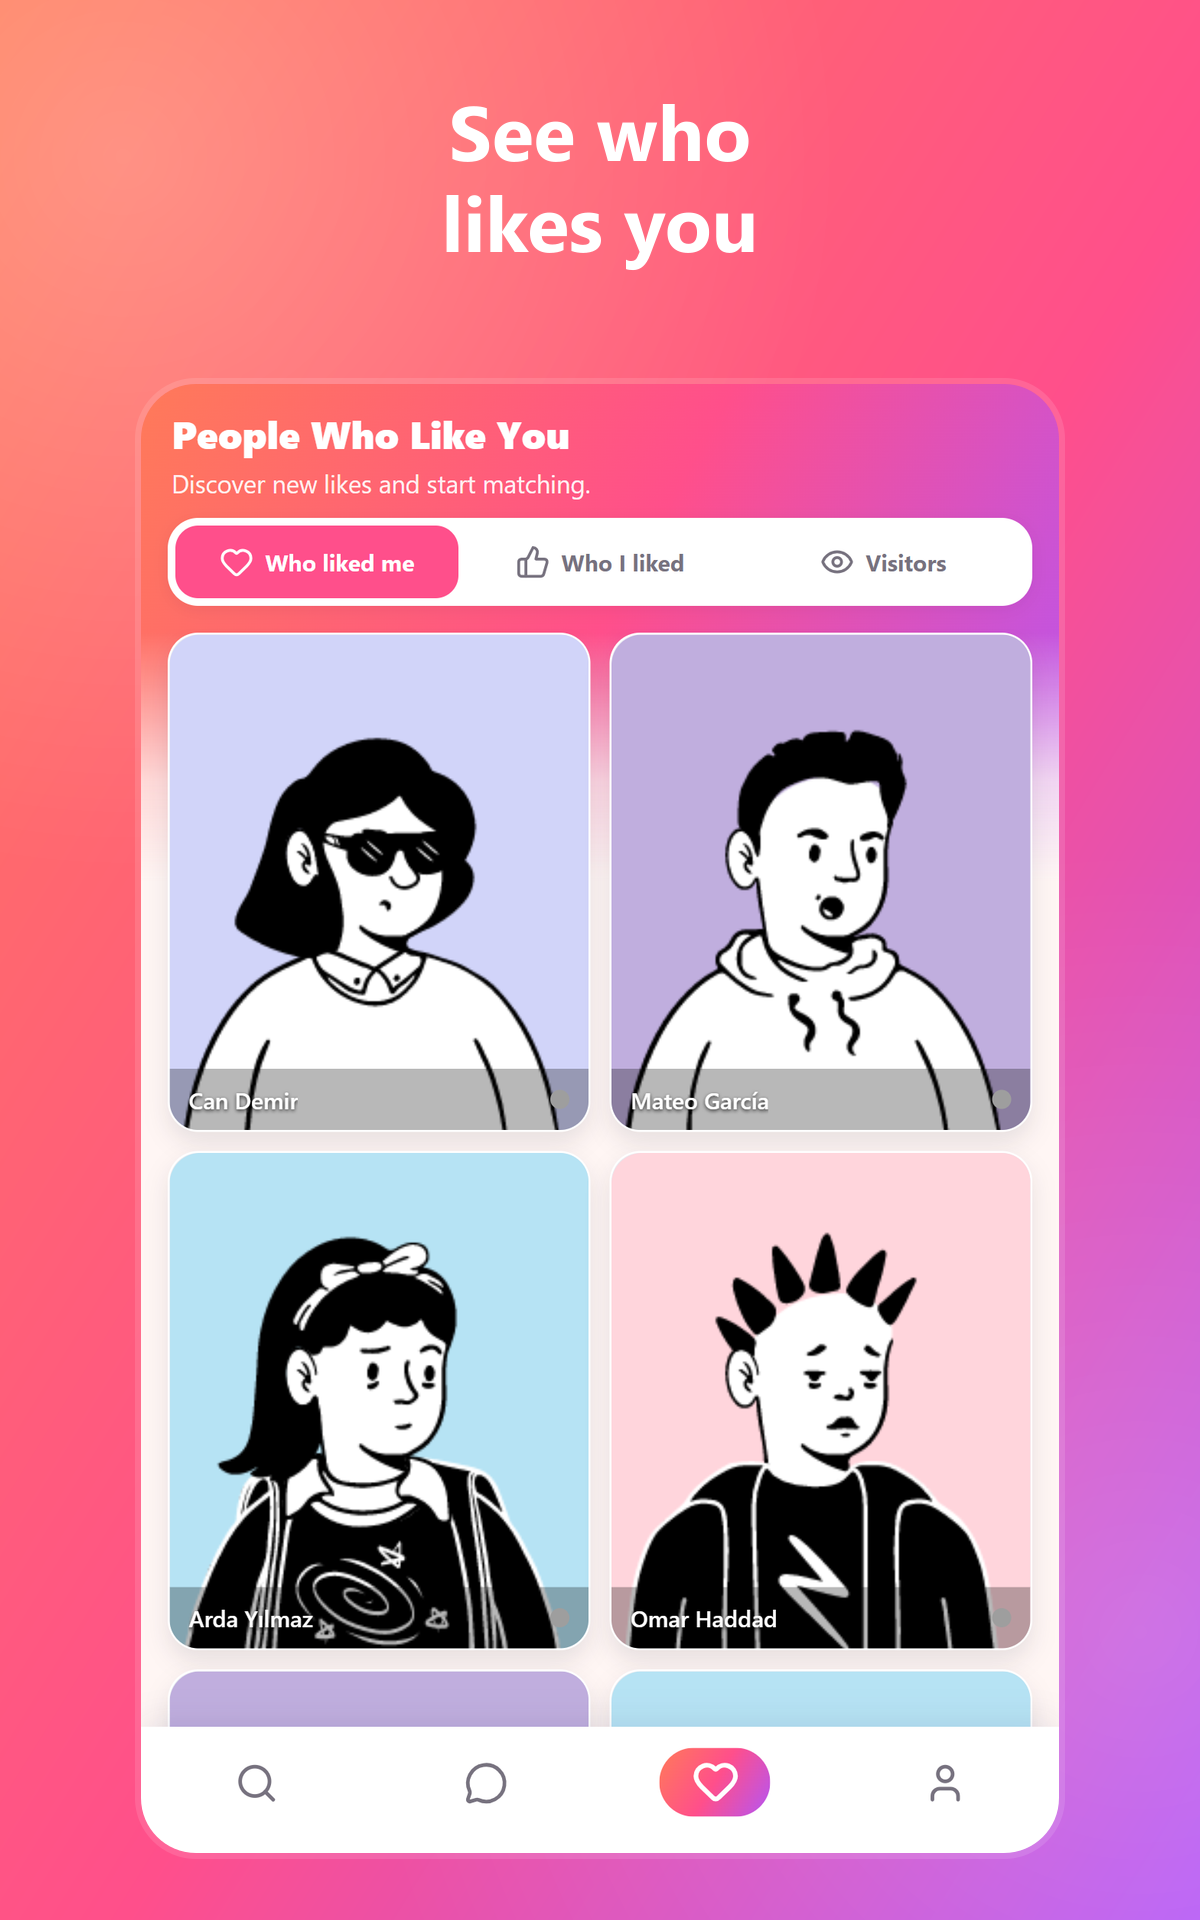 See who
likes you
People Who Like You
Discover new likes and start matching.
Who liked me
Who I liked
Visitors
Can Demir
Mateo García
Arda Yılmaz
Omar Haddad